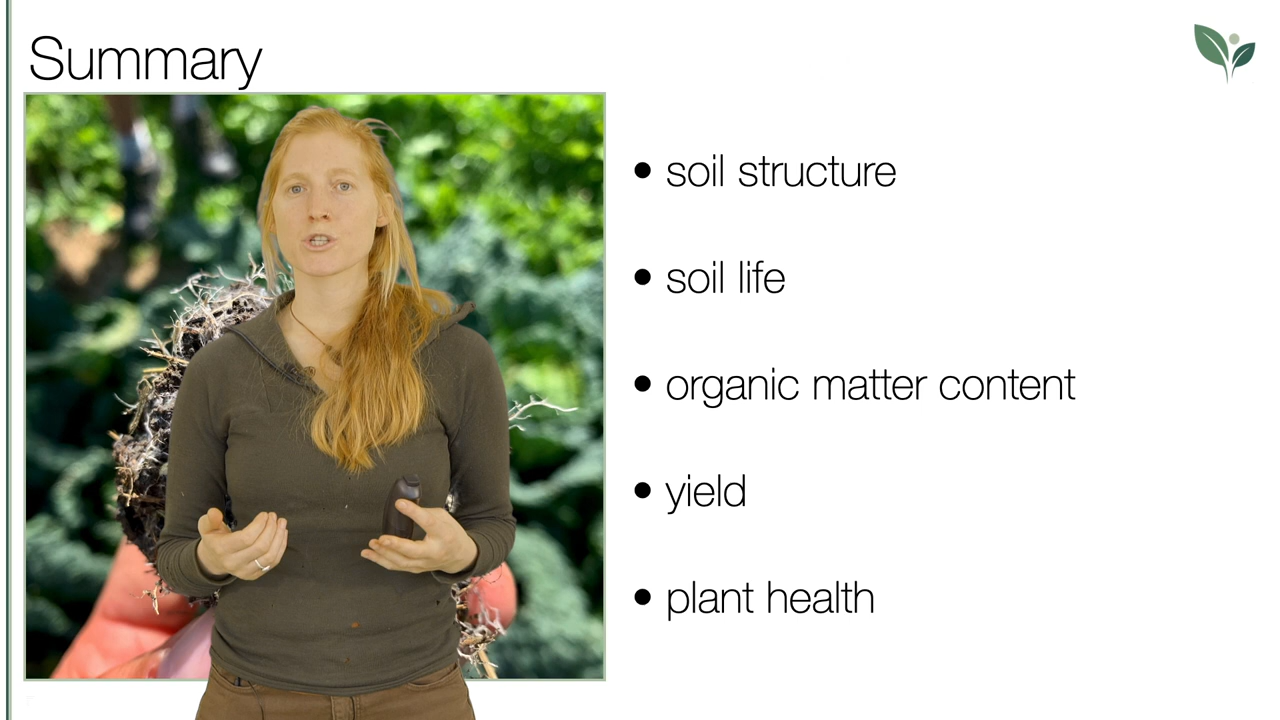 Summary
• soil structure
• soil life
• organic matter content
• yield
• plant health